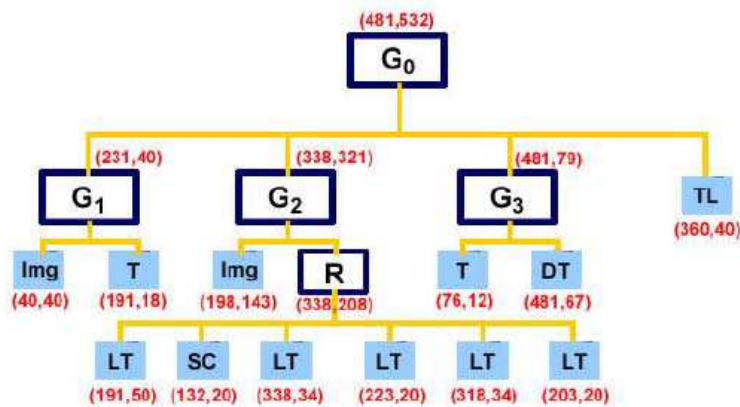 (481,532)
G₀
(231,40) (338,321) (481,79)
G₁ G₂ G₃ TL
(360,40)
Img T Img R T DT
(40,40) (191,18) (198,143) (338,208) (76,12) (481,67)
LT SC LT LT LT LT
(191,50) (132,20) (338,34) (223,20) (318,34) (203,20)